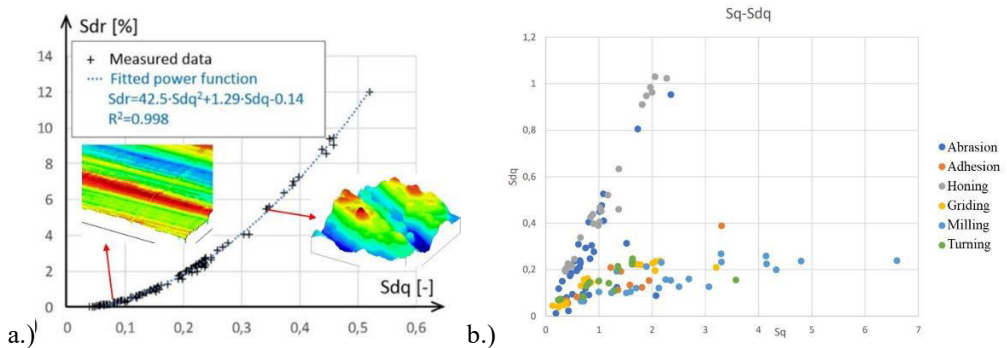 Sdr [%]
14
12
10
8
6
4
2
0
+ Measured data
Fitted power function
Sdr=42.5·Sdq²+1.29·Sdq-0.14
R²=0.998
Sdq [-]
0 0,1 0,2 0,3 0,4 0,5 0,6
a.)
Sq-Sdq
1,2
1
0,8
0,6
0,4
0,2
0
Sdq
0 1 2 3 4 5 6 7
Sq
Abrasion
Adhesion
Honing
Griding
Milling
Turning
b.)